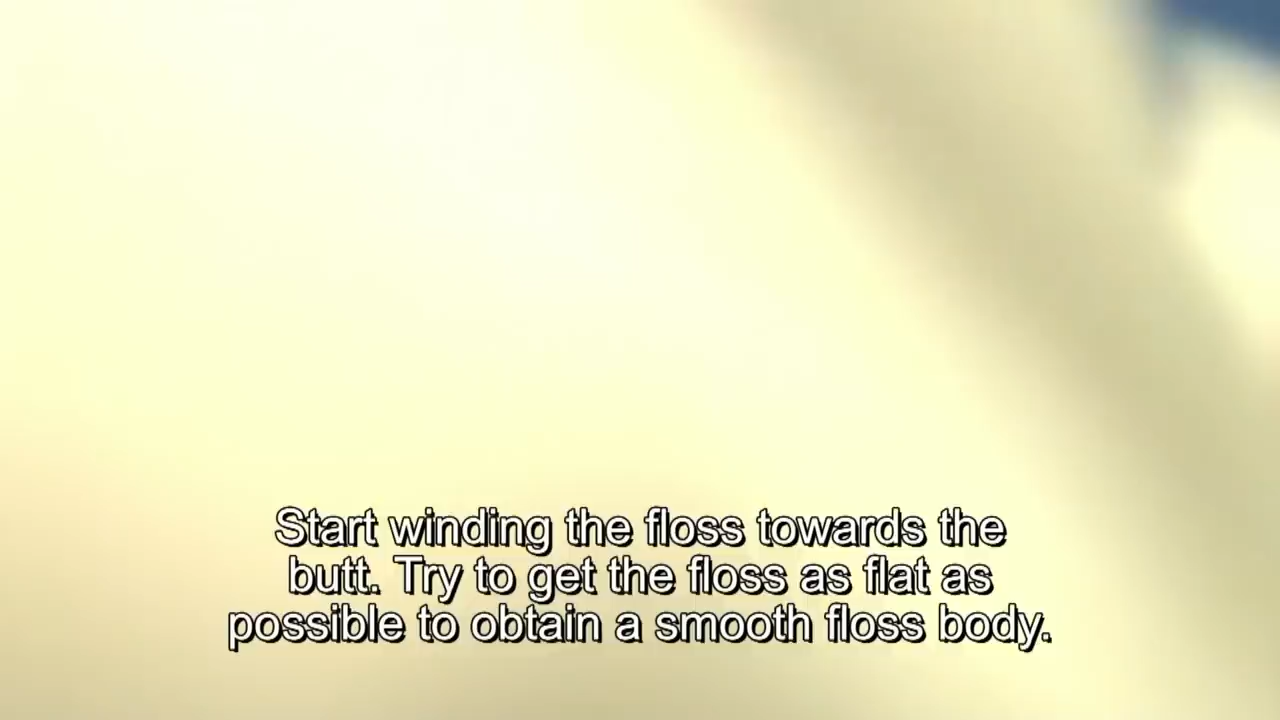 Start winding the floss towards the
butt. Try to get the floss as flat as
possible to obtain a smooth floss body.